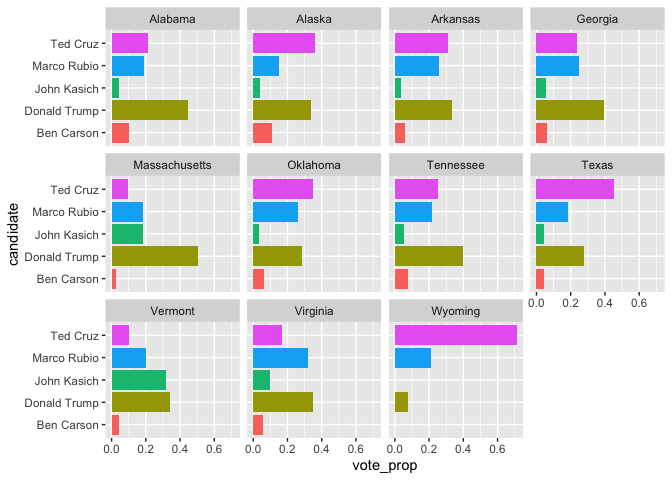 Alabama
Alaska
Arkansas
Georgia
Ted Cruz
Marco Rubio
John Kasich
Donald Trump
Ben Carson
Massachusetts
Oklahoma
Tennessee
Texas
Ted Cruz
Marco Rubio
John Kasich
Donald Trump
Ben Carson
0.0 0.2 0.4 0.6
Vermont
Virginia
Wyoming
Ted Cruz
Marco Rubio
John Kasich
Donald Trump
Ben Carson
0.0 0.2 0.4 0.6
0.0 0.2 0.4 0.6
0.0 0.2 0.4 0.6
vote_prop
candidate